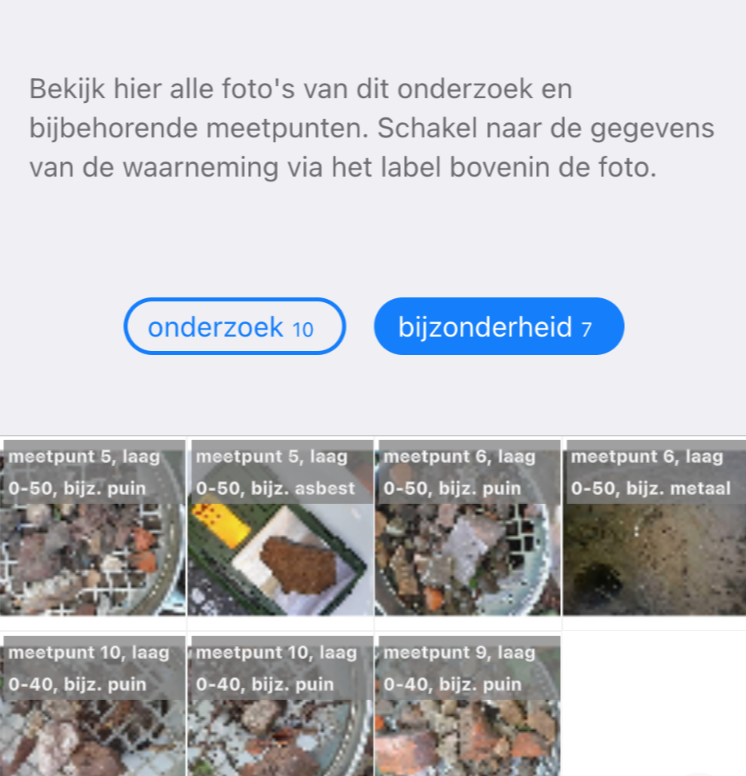 Bekijk hier alle foto's van dit onderzoek en
bijbehorende meetpunten. Schakel naar de gegevens
van de waarneming via het label bovenin de foto.
onderzoek 10
bijzonderheid 7
meetpunt 5, laag
0-50, bijz. puin
meetpunt 5, laag
0-50, bijz. asbest
meetpunt 6, laag
0-50, bijz. puin
meetpunt 6, laag
0-50, bijz. metaal
meetpunt 10, laag
0-40, bijz. puin
meetpunt 10, laag
0-40, bijz. puin
meetpunt 9, laag
0-40, bijz. puin